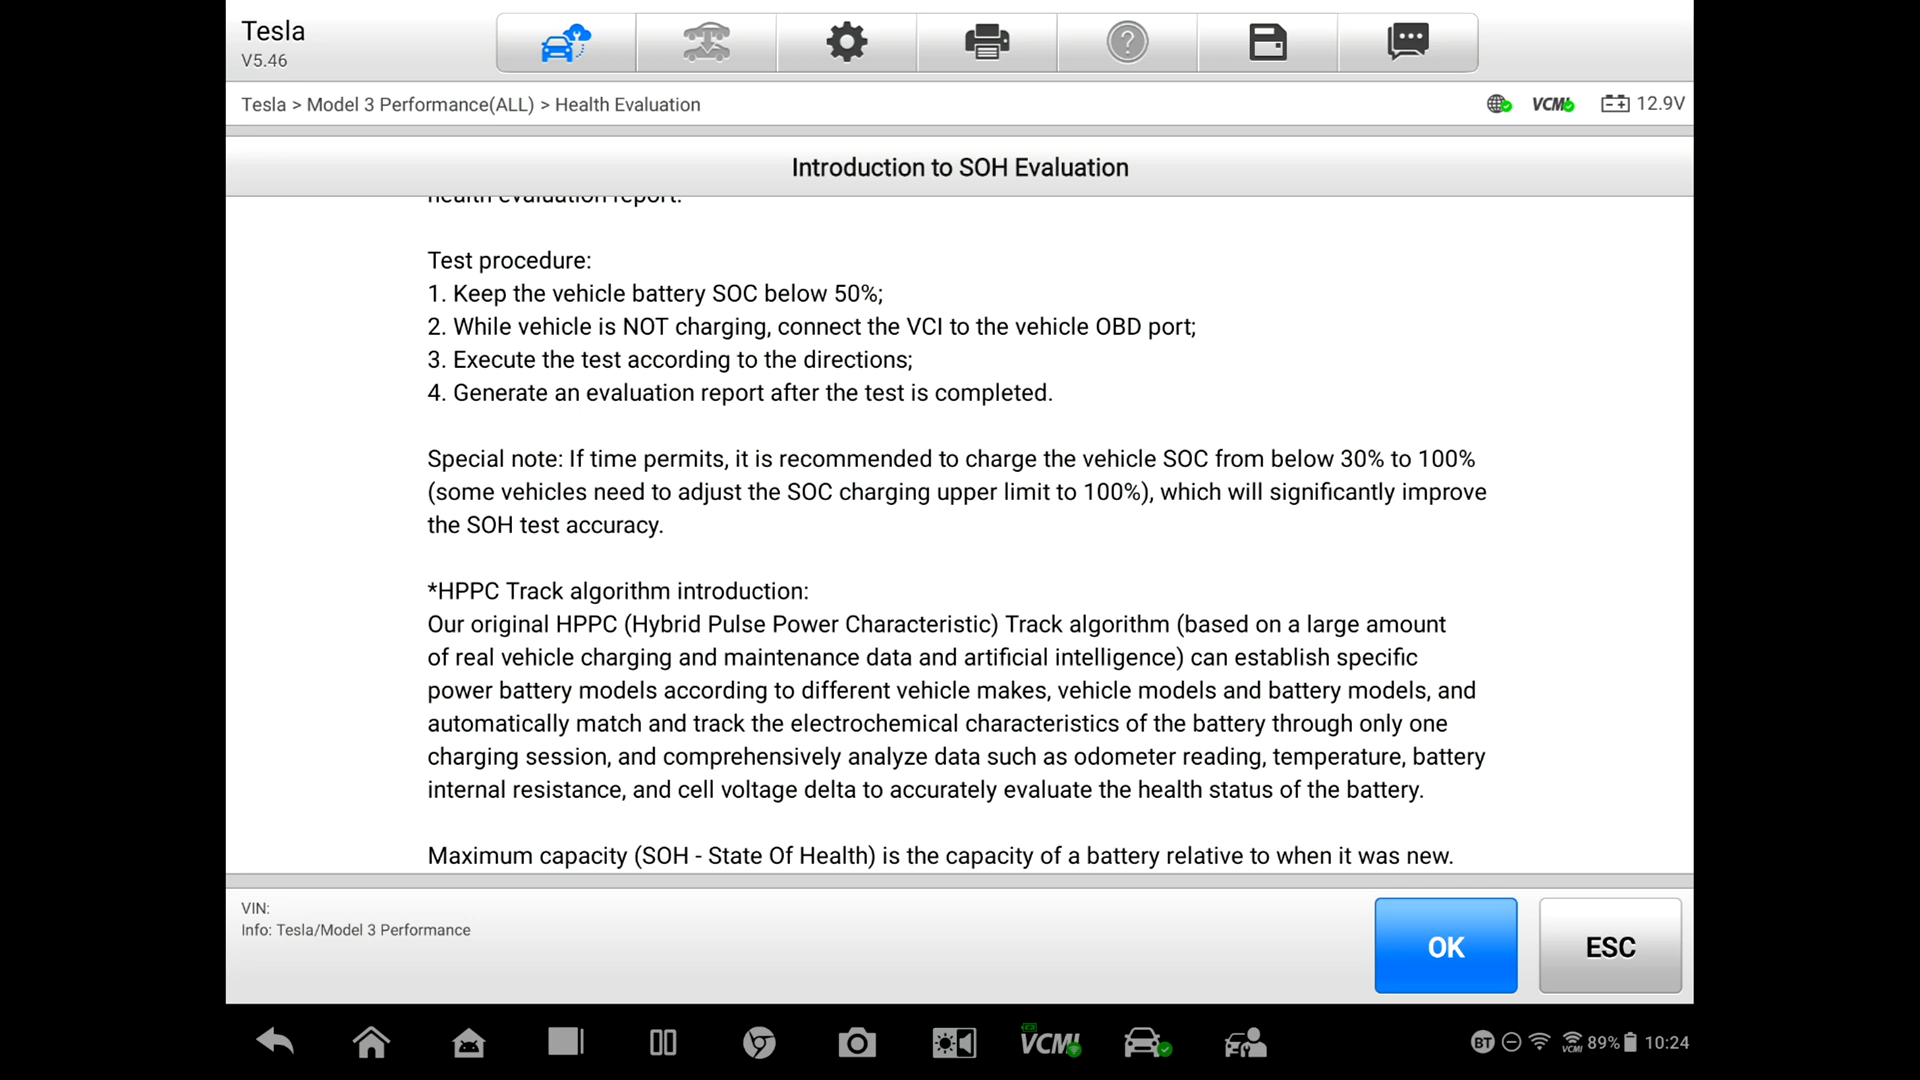 Tesla
V5.46
Tesla > Model 3 Performance(ALL) > Health Evaluation
VCMI
12.9V
Introduction to SOH Evaluation
health evaluation report.
Test procedure:
1. Keep the vehicle battery SOC below 50%;
2. While vehicle is NOT charging, connect the VCI to the vehicle OBD port;
3. Execute the test according to the directions;
4. Generate an evaluation report after the test is completed.
Special note: If time permits, it is recommended to charge the vehicle SOC from below 30% to 100%
(some vehicles need to adjust the SOC charging upper limit to 100%), which will significantly improve
the SOH test accuracy.
*HPPC Track algorithm introduction:
Our original HPPC (Hybrid Pulse Power Characteristic) Track algorithm (based on a large amount
of real vehicle charging and maintenance data and artificial intelligence) can establish specific
power battery models according to different vehicle makes, vehicle models and battery models, and
automatically match and track the electrochemical characteristics of the battery through only one
charging session, and comprehensively analyze data such as odometer reading, temperature, battery
internal resistance, and cell voltage delta to accurately evaluate the health status of the battery.
Maximum capacity (SOH - State Of Health) is the capacity of a battery relative to when it was new.
VIN:
Info: Tesla/Model 3 Performance
OK
ESC
VCMI
BT
VCMI
89%
10:24